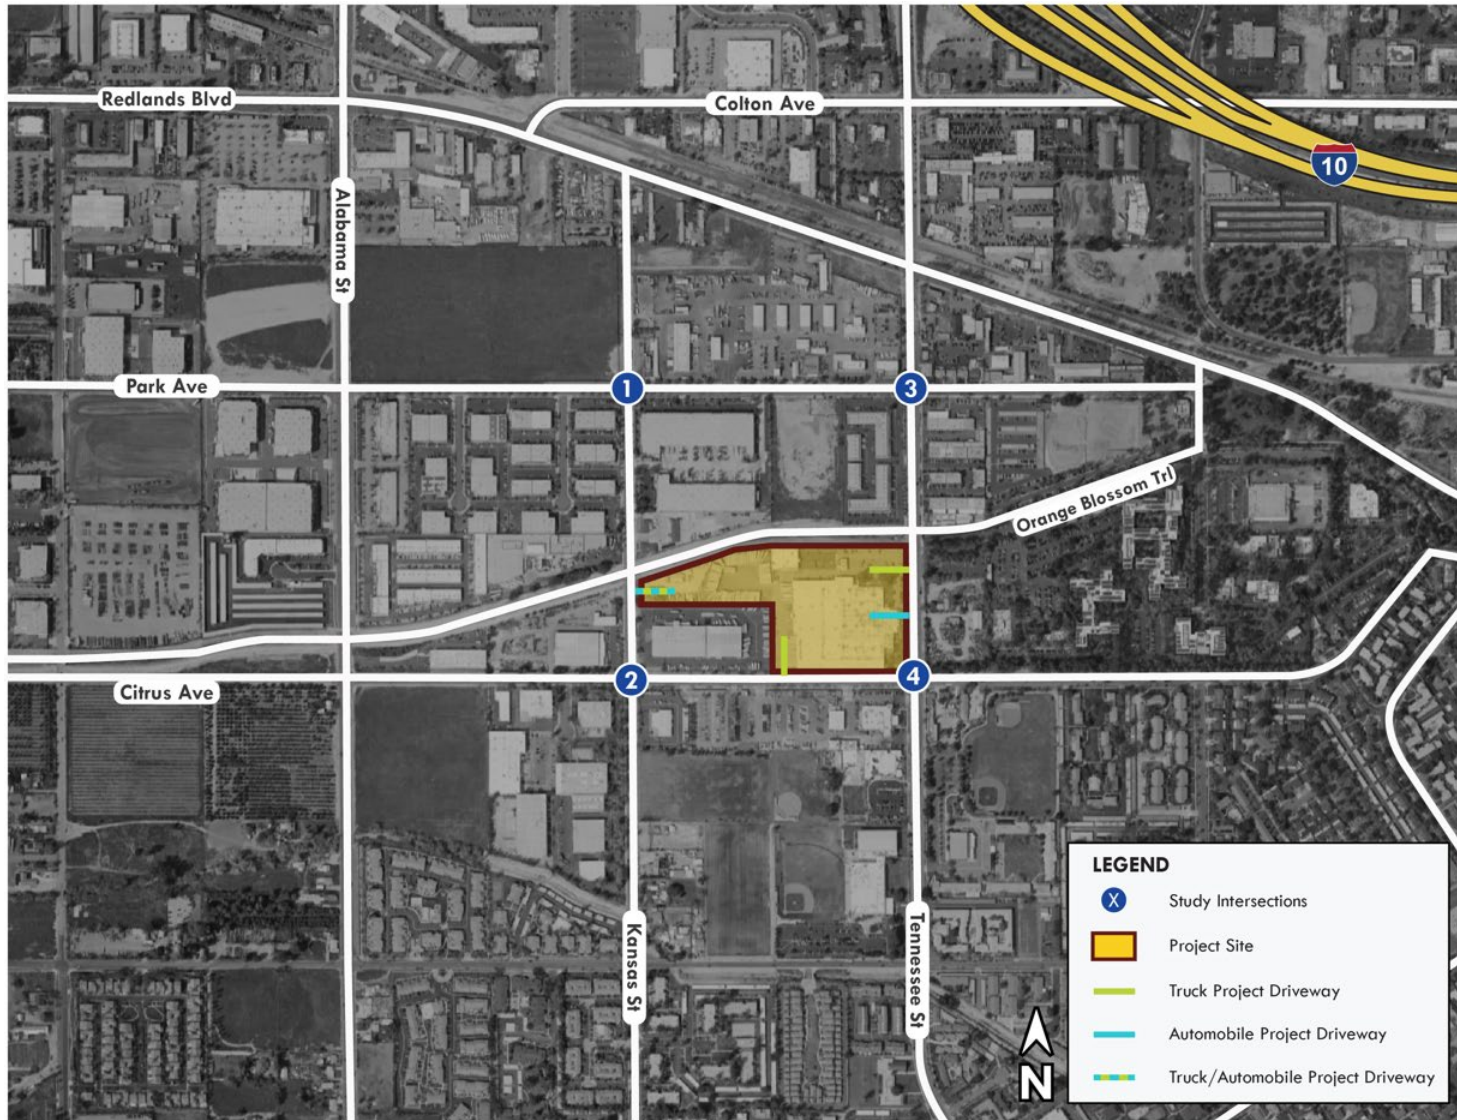 Redlands Blvd
Colton Ave
10
Alabama St
Park Ave
1
3
Orange Blossom Trl
Citrus Ave
2
4
Kansas St
Tennessee St
N
LEGEND
X Study Intersections
Project Site
Truck Project Driveway
Automobile Project Driveway
Truck/Automobile Project Driveway